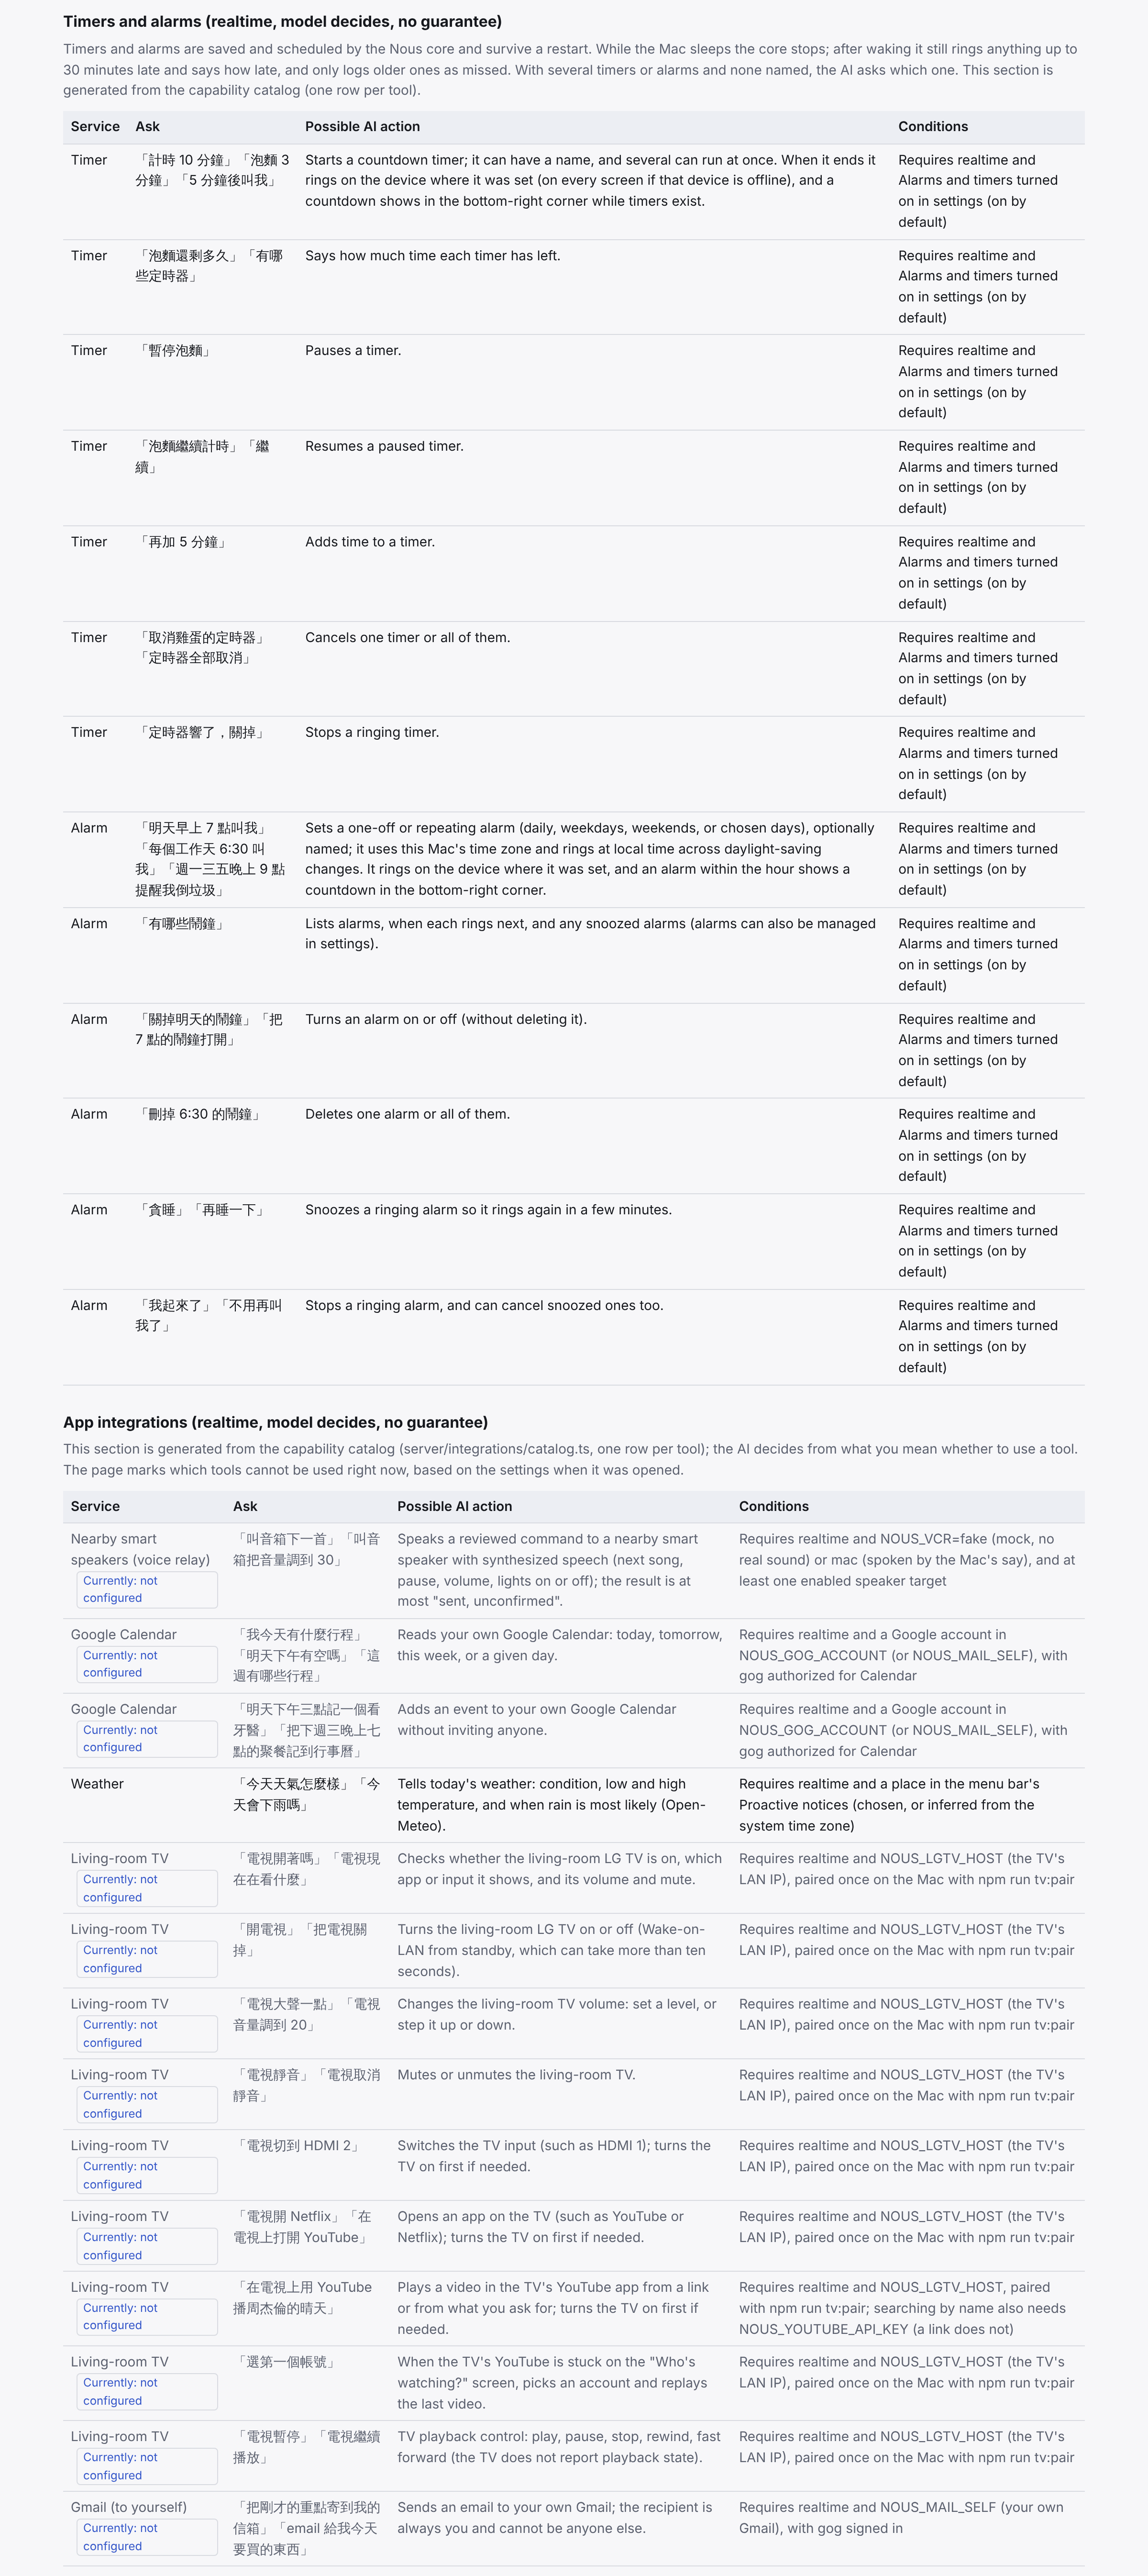 Timers and alarms (realtime, model decides, no guarantee)
Timers and alarms are saved and scheduled by the Nous core and survive a restart. While the Mac sleeps the core stops; after waking it still rings anything up to
30 minutes late and says how late, and only logs older ones as missed. With several timers or alarms and none named, the AI asks which one. This section is
generated from the capability catalog (one row per tool).
Service Ask Possible AI action Conditions
Timer 「計時 10 分鐘」「泡麵 3 Starts a countdown timer; it can have a name, and several can run at once. When it ends it Requires realtime and
分鐘」「5 分鐘後叫我」 rings on the device where it was set (on every screen if that device is offline), and a Alarms and timers turned
countdown shows in the bottom-right corner while timers exist. on in settings (on by
default)
Timer 「泡麵還剩多久」「有哪 Says how much time each timer has left. Requires realtime and
些定時器」 Alarms and timers turned
on in settings (on by
default)
Timer 「暫停泡麵」 Pauses a timer. Requires realtime and
Alarms and timers turned
on in settings (on by
default)
Timer 「泡麵繼續計時」「繼 Resumes a paused timer. Requires realtime and
續」 Alarms and timers turned
on in settings (on by
default)
Timer 「再加 5 分鐘」 Adds time to a timer. Requires realtime and
Alarms and timers turned
on in settings (on by
default)
Timer 「取消雞蛋的定時器」 Cancels one timer or all of them. Requires realtime and
「定時器全部取消」 Alarms and timers turned
on in settings (on by
default)
Timer 「定時器響了，關掉」 Stops a ringing timer. Requires realtime and
Alarms and timers turned
on in settings (on by
default)
Alarm 「明天早上 7 點叫我」 Sets a one-off or repeating alarm (daily, weekdays, weekends, or chosen days), optionally Requires realtime and
「每個工作天 6:30 叫 named; it uses this Mac's time zone and rings at local time across daylight-saving Alarms and timers turned
我」「週一三五晚上 9 點 changes. It rings on the device where it was set, and an alarm within the hour shows a on in settings (on by
提醒我倒垃圾」 countdown in the bottom-right corner. default)
Alarm 「有哪些鬧鐘」 Lists alarms, when each rings next, and any snoozed alarms (alarms can also be managed Requires realtime and
in settings). Alarms and timers turned
on in settings (on by
default)
Alarm 「關掉明天的鬧鐘」「把 Turns an alarm on or off (without deleting it). Requires realtime and
7 點的鬧鐘打開」 Alarms and timers turned
on in settings (on by
default)
Alarm 「刪掉 6:30 的鬧鐘」 Deletes one alarm or all of them. Requires realtime and
Alarms and timers turned
on in settings (on by
default)
Alarm 「貪睡」「再睡一下」 Snoozes a ringing alarm so it rings again in a few minutes. Requires realtime and
Alarms and timers turned
on in settings (on by
default)
Alarm 「我起來了」「不用再叫 Stops a ringing alarm, and can cancel snoozed ones too. Requires realtime and
我了」 Alarms and timers turned
on in settings (on by
default)
App integrations (realtime, model decides, no guarantee)
This section is generated from the capability catalog (server/integrations/catalog.ts, one row per tool); the AI decides from what you mean whether to use a tool.
The page marks which tools cannot be used right now, based on the settings when it was opened.
Service Ask Possible AI action Conditions
Nearby smart 「叫音箱下一首」「叫音 Speaks a reviewed command to a nearby smart Requires realtime and NOUS_VCR=fake (mock, no
speakers (voice relay) 箱把音量調到 30」 speaker with synthesized speech (next song, real sound) or mac (spoken by the Mac's say), and at
Currently: not pause, volume, lights on or off); the result is at least one enabled speaker target
configured most "sent, unconfirmed".
Google Calendar 「我今天有什麼行程」 Reads your own Google Calendar: today, tomorrow, Requires realtime and a Google account in
Currently: not 「明天下午有空嗎」「這 this week, or a given day. NOUS_GOG_ACCOUNT (or NOUS_MAIL_SELF), with
configured 週有哪些行程」 gog authorized for Calendar
Google Calendar 「明天下午三點記一個看 Adds an event to your own Google Calendar Requires realtime and a Google account in
Currently: not 牙醫」「把下週三晚上七 without inviting anyone. NOUS_GOG_ACCOUNT (or NOUS_MAIL_SELF), with
configured 點的聚餐記到行事曆」 gog authorized for Calendar
Weather 「今天天氣怎麼樣」「今 Tells today's weather: condition, low and high Requires realtime and a place in the menu bar's
天會下雨嗎」 temperature, and when rain is most likely (Open- Proactive notices (chosen, or inferred from the
Meteo). system time zone)
Living-room TV 「電視開著嗎」「電視現 Checks whether the living-room LG TV is on, which Requires realtime and NOUS_LGTV_HOST (the TV's
Currently: not 在在看什麼」 app or input it shows, and its volume and mute. LAN IP), paired once on the Mac with npm run tv:pair
configured
Living-room TV 「開電視」「把電視關 Turns the living-room LG TV on or off (Wake-on- Requires realtime and NOUS_LGTV_HOST (the TV's
Currently: not 掉」 LAN from standby, which can take more than ten LAN IP), paired once on the Mac with npm run tv:pair
configured seconds).
Living-room TV 「電視大聲一點」「電視 Changes the living-room TV volume: set a level, or Requires realtime and NOUS_LGTV_HOST (the TV's
Currently: not 音量調到 20」 step it up or down. LAN IP), paired once on the Mac with npm run tv:pair
configured
Living-room TV 「電視靜音」「電視取消 Mutes or unmutes the living-room TV. Requires realtime and NOUS_LGTV_HOST (the TV's
Currently: not 靜音」 LAN IP), paired once on the Mac with npm run tv:pair
configured
Living-room TV 「電視切到 HDMI 2」 Switches the TV input (such as HDMI 1); turns the Requires realtime and NOUS_LGTV_HOST (the TV's
Currently: not TV on first if needed. LAN IP), paired once on the Mac with npm run tv:pair
configured
Living-room TV 「電視開 Netflix」「在 Opens an app on the TV (such as YouTube or Requires realtime and NOUS_LGTV_HOST (the TV's
Currently: not 電視上打開 YouTube」 Netflix); turns the TV on first if needed. LAN IP), paired once on the Mac with npm run tv:pair
configured
Living-room TV 「在電視上用 YouTube Plays a video in the TV's YouTube app from a link Requires realtime and NOUS_LGTV_HOST, paired
Currently: not 播周杰倫的晴天」 or from what you ask for; turns the TV on first if with npm run tv:pair; searching by name also needs
configured needed. NOUS_YOUTUBE_API_KEY (a link does not)
Living-room TV 「選第一個帳號」 When the TV's YouTube is stuck on the "Who's Requires realtime and NOUS_LGTV_HOST (the TV's
Currently: not watching?" screen, picks an account and replays LAN IP), paired once on the Mac with npm run tv:pair
configured the last video.
Living-room TV 「電視暫停」「電視繼續 TV playback control: play, pause, stop, rewind, fast Requires realtime and NOUS_LGTV_HOST (the TV's
Currently: not 播放」 forward (the TV does not report playback state). LAN IP), paired once on the Mac with npm run tv:pair
configured
Gmail (to yourself) 「把剛才的重點寄到我的 Sends an email to your own Gmail; the recipient is Requires realtime and NOUS_MAIL_SELF (your own
Currently: not 信箱」「email 給我今天 always you and cannot be anyone else. Gmail), with gog signed in
configured 要買的東西」